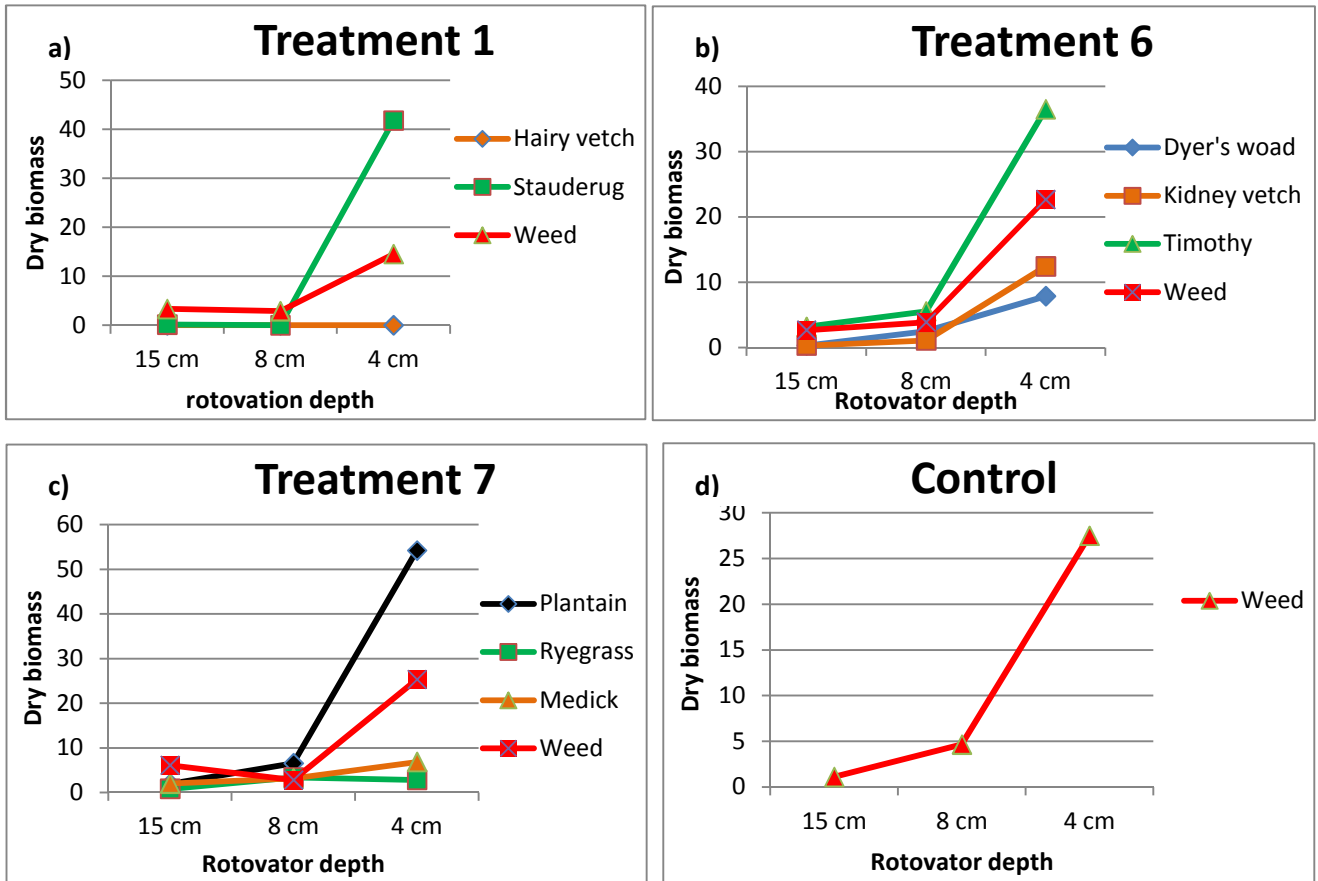 a)
Treatment 1
50
40
30
20
10
0
Dry biomass
15 cm 8 cm 4 cm
rotovation depth
Hairy vetch
Stauderug
Weed
b)
Treatment 6
40
30
20
10
0
Dry biomass
15 cm 8 cm 4 cm
Rotovator depth
Dyer's woad
Kidney vetch
Timothy
Weed
c)
Treatment 7
60
50
40
30
20
10
0
Dry biomass
15 cm 8 cm 4 cm
Rotovator depth
Plantain
Ryegrass
Medick
Weed
d)
Control
30
25
20
15
10
5
0
Dry biomass
15 cm 8 cm 4 cm
Rotovator depth
Weed